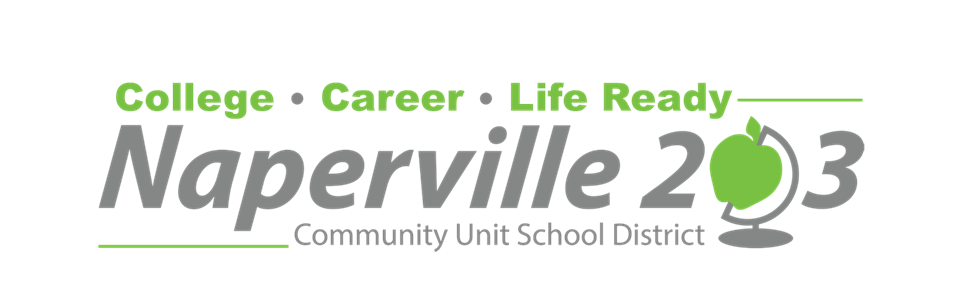 College • Career • Life Ready
Naperville 203
Community Unit School District